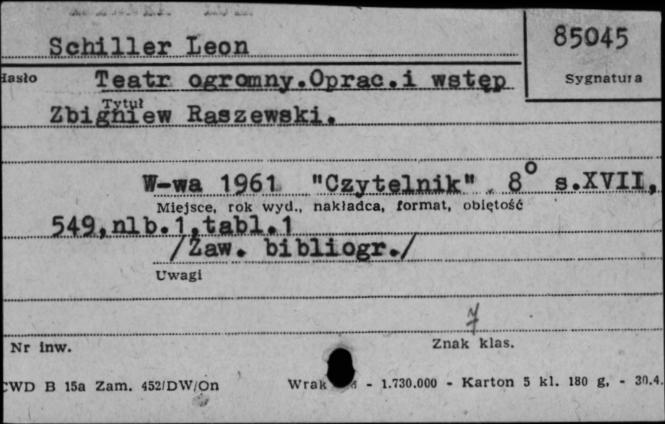 Schiller Leon
85045
Hasło
Teatr ogromny.Oprac.i wstęp
Sygnatura
Tytuł
Zbigniew Raszewski.
W-wa 1961 "Czytelnik" 8° s.XVII,
Miejsce, rok wyd., nakładca, format, objętość
549,nlb.1,tabl.1
/Zaw. bibliogr./
Uwagi
Nr inw.
Znak klas.
CWD B 15a Zam. 452/DW/On Wrak - 1.730.000 - Karton 5 kl. 180 g, - 30.4.